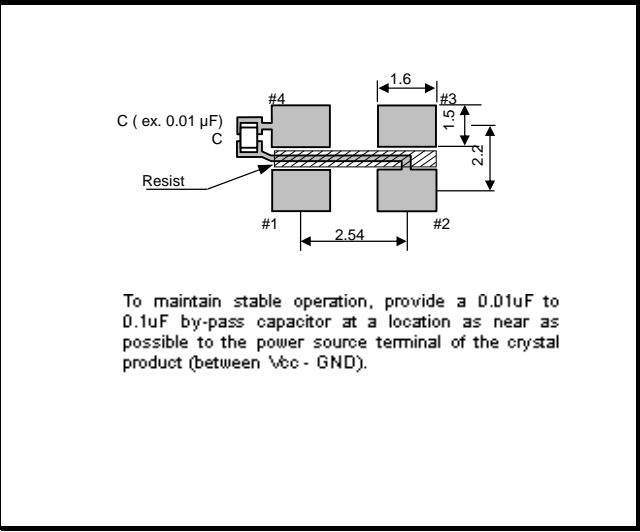 1.6
#4
#3
C ( ex. 0.01 µF)
C
1.5
2.2
Resist
#1
#2
2.54
To maintain stable operation, provide a 0.01uF to
0.1uF by-pass capacitor at a location as near as
possible to the power source terminal of the crystal
product (between Vcc - GND).